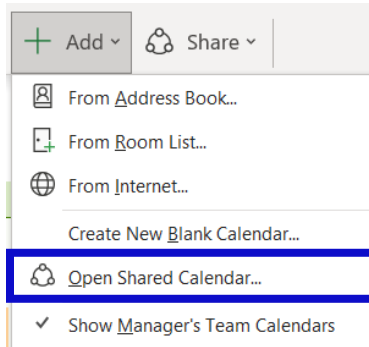 Add Share
From Address Book...
From Room List...
From Internet...
Create New Blank Calendar...
Open Shared Calendar...
Show Manager's Team Calendars